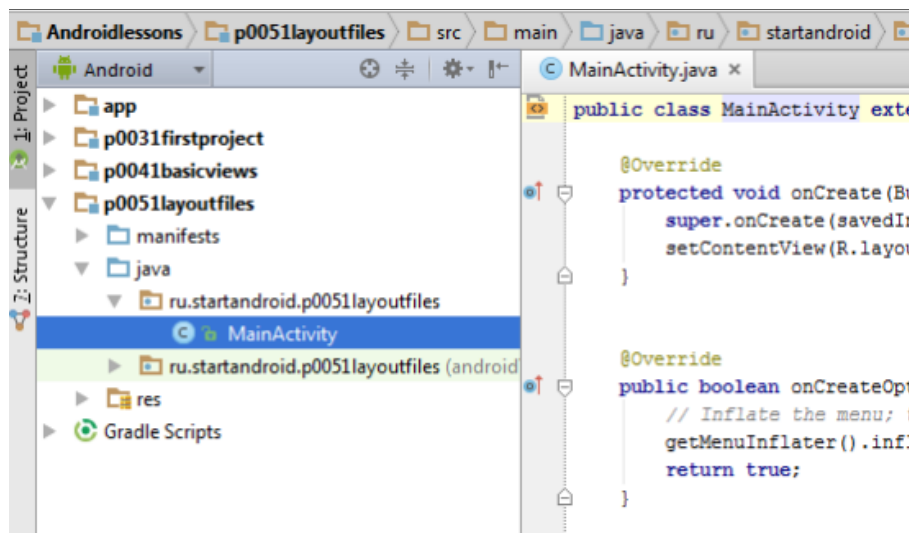 Androidlessons p0051layoutfiles src main java ru startandroid
1: Project
7: Structure
Android
app
p0031firstproject
p0041basicviews
p0051layoutfiles
manifests
java
ru.startandroid.p0051layoutfiles
MainActivity
ru.startandroid.p0051layoutfiles (android
res
Gradle Scripts
MainActivity.java
public class MainActivity exte
@Override
protected void onCreate(Bu
super.onCreate(savedIn
setContentView(R.layou
}
@Override
public boolean onCreateOpt
// Inflate the menu;
getMenuInflater().infl
return true;
}